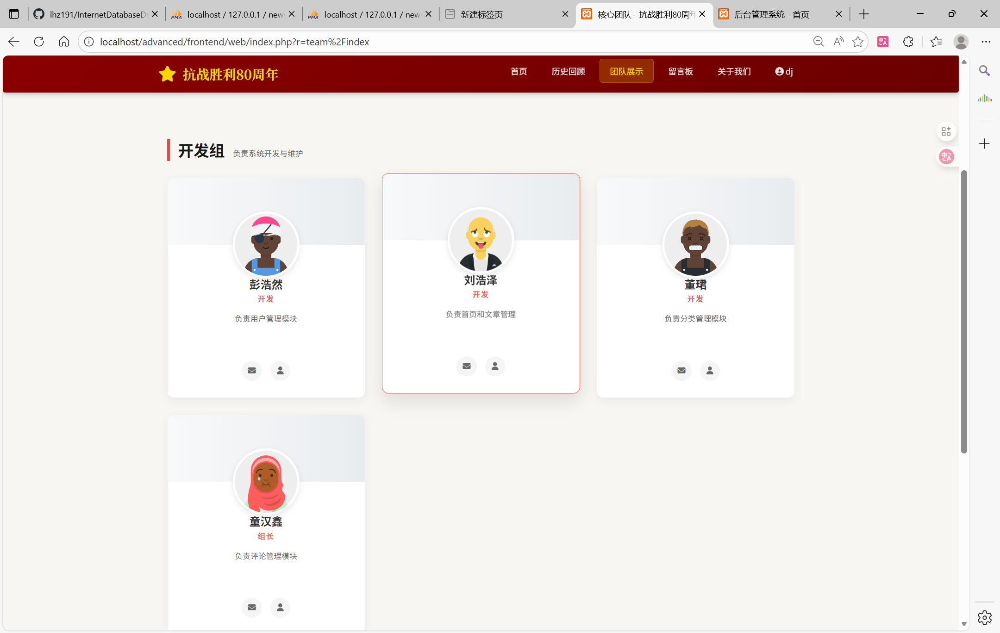 lhz191/InternetDatabaseDe
localhost / 127.0.0.1 / news
localhost / 127.0.0.1 / news
新建标签页
核心团队 - 抗战胜利80周年
后台管理系统 - 首页
localhost/advanced/frontend/web/index.php?r=team%2Findex
抗战胜利80周年
首页
历史回顾
团队展示
留言板
关于我们
dj
开发组
负责系统开发与维护
彭浩然
开发
负责用户管理模块
刘浩泽
开发
负责首页和文章管理
董珺
开发
负责分类管理模块
童汉鑫
组长
负责评论管理模块